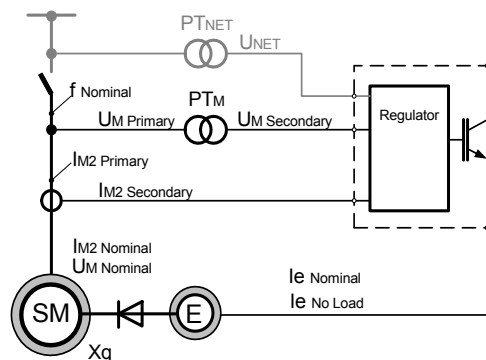 PTNET
UNET
f Nominal
PTM
UM Primary
UM Secondary
Regulator
IM2 Primary
IM2 Secondary
IM2 Nominal
UM Nominal
Ie Nominal
Ie No Load
SM
E
Xq